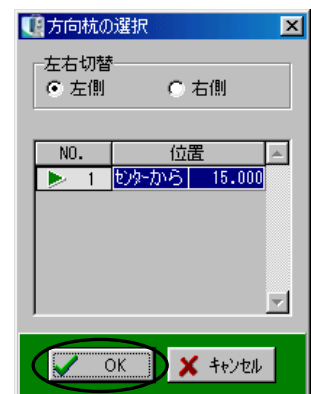 方向杭の選択
左右切替
左側 右側
NO. 位置
1 ｾﾝﾀｰから 15.000
OK ｷｬﾝｾﾙ